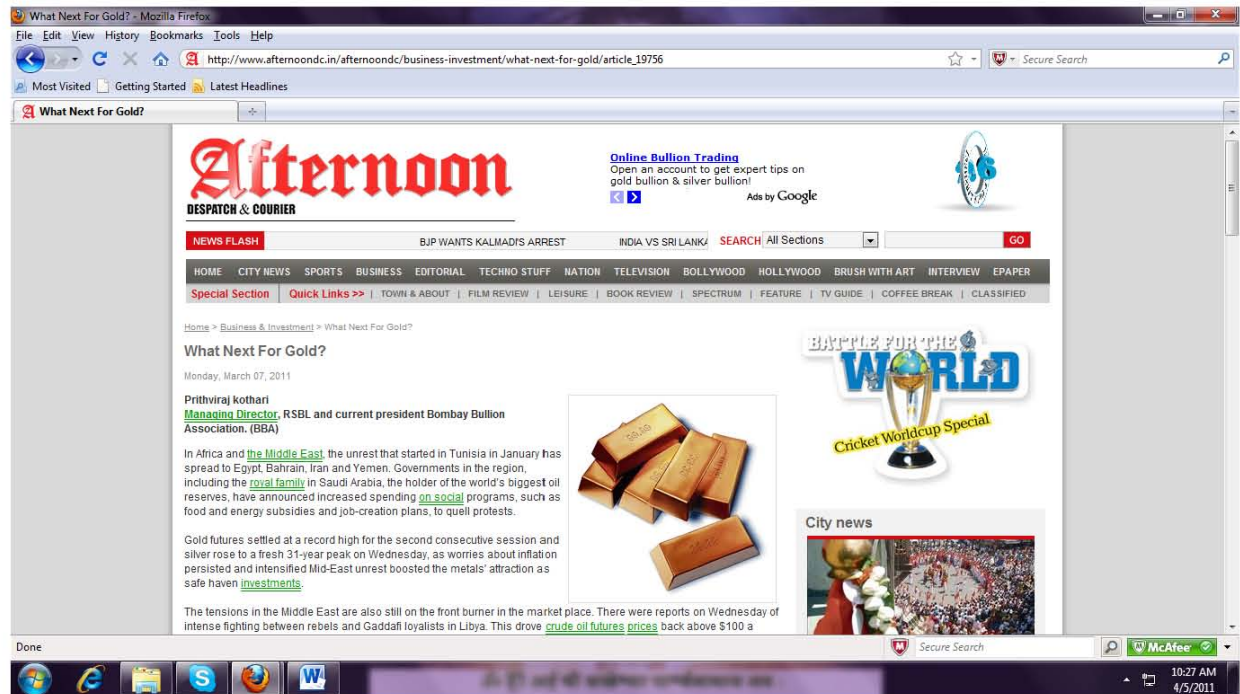 What Next For Gold? - Mozilla Firefox
File Edit View History Bookmarks Tools Help
http://www.afternoondc.in/afternoondc/business-investment/what-next-for-gold/article_19756
Secure Search
Most Visited Getting Started Latest Headlines
What Next For Gold?
Afternoon
DESPATCH & COURIER
Online Bullion Trading
Open an account to get expert tips on
gold bullion & silver bullion!
Ads by Google
NEWS FLASH BJP WANTS KALMADI'S ARREST INDIA VS SRI LANKA SEARCH All Sections GO
HOME CITY NEWS SPORTS BUSINESS EDITORIAL TECHNO STUFF NATION TELEVISION BOLLYWOOD HOLLYWOOD BRUSH WITH ART INTERVIEW EPAPER
Special Section Quick Links >> | TOWN & ABOUT | FILM REVIEW | LEISURE | BOOK REVIEW | SPECTRUM | FEATURE | TV GUIDE | COFFEE BREAK | CLASSIFIED
Home > Business & Investment > What Next For Gold?
What Next For Gold?
Monday, March 07, 2011
Prithviraj kothari
Managing Director, RSBL and current president Bombay Bullion
Association. (BBA)
In Africa and the Middle East, the unrest that started in Tunisia in January has
spread to Egypt, Bahrain, Iran and Yemen. Governments in the region,
including the royal family in Saudi Arabia, the holder of the world's biggest oil
reserves, have announced increased spending on social programs, such as
food and energy subsidies and job-creation plans, to quell protests.
Gold futures settled at a record high for the second consecutive session and
silver rose to a fresh 31-year peak on Wednesday, as worries about inflation
persisted and intensified Mid-East unrest boosted the metals' attraction as
safe haven investments.
The tensions in the Middle East are also still on the front burner in the market place. There were reports on Wednesday of
intense fighting between rebels and Gaddafi loyalists in Libya. This drove crude oil futures prices back above $100 a
BATTLE FOR THE
WORLD
Cricket Worldcup Special
City news
Done
Secure Search
McAfee
10:27 AM
4/5/2011